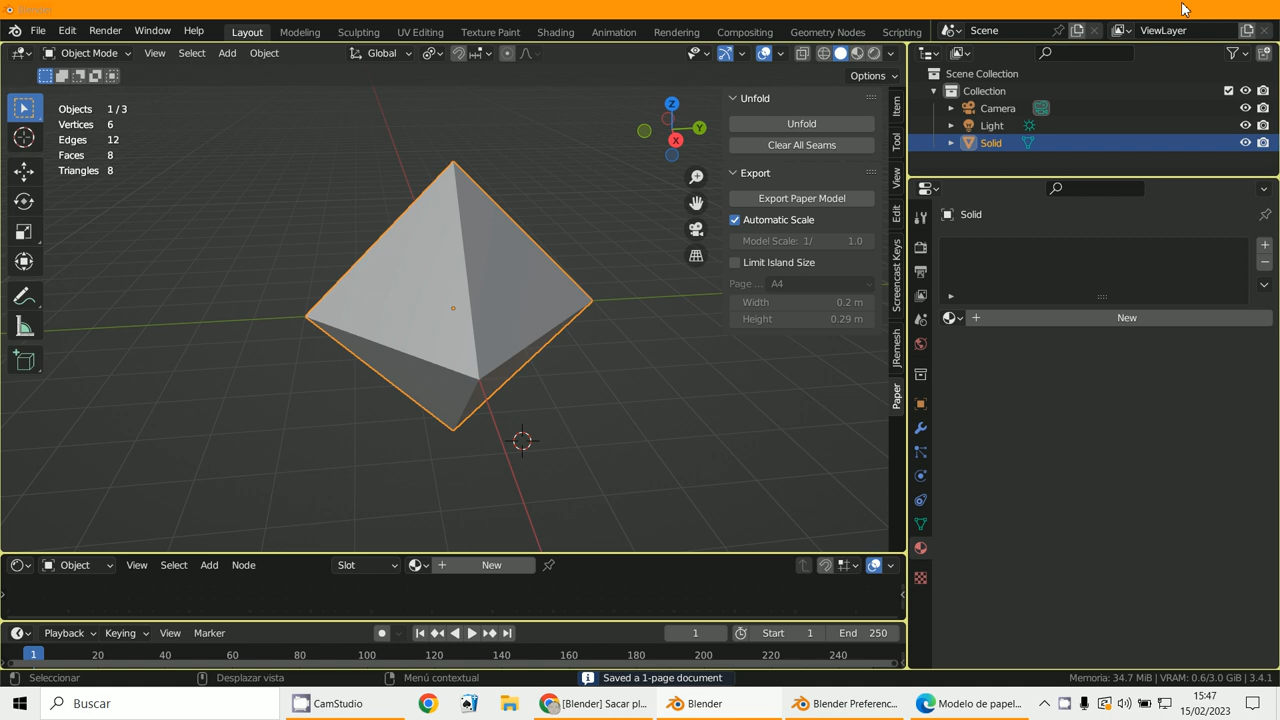 Blender
File Edit Render Window Help Layout Modeling Sculpting UV Editing Texture Paint Shading Animation Rendering Compositing Geometry Nodes Scripting Scene ViewLayer
Object Mode View Select Add Object Global
Options
Objects 1 / 3
Vertices 6
Edges 12
Faces 8
Triangles 8
Z
Y
X
Unfold
Unfold
Clear All Seams
Export
Export Paper Model
Automatic Scale
Model Scale: 1/ 1.0
Limit Island Size
Page ... A4
Width 0.2 m
Height 0.29 m
Item
Tool
View
Edit
Screencast Keys
JRemesh
Paper
Scene Collection
Collection
Camera
Light
Solid
Solid
New
Object View Select Add Node Slot New
Playback Keying View Marker 1 Start 1 End 250
1 20 40 60 80 100 120 140 160 180 200 220 240
Seleccionar Desplazar vista Menú contextual Saved a 1-page document Memoria: 34.7 MiB | VRAM: 0.6/3.0 GiB | 3.4.1
Buscar CamStudio [Blender] Sacar pl... Blender Blender Preferenc... Modelo de papel...
15:47
15/02/2023